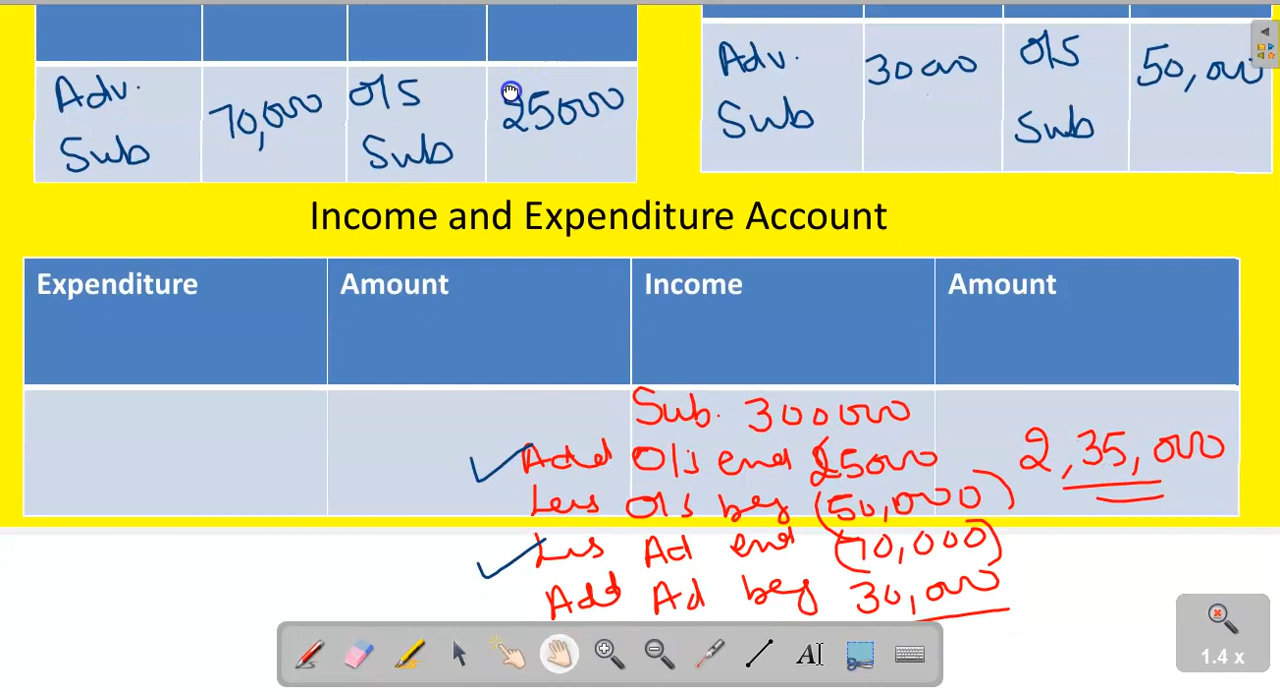 Adv. Sub 70,000 O/S Sub 25000
Adv. Sub 30000 O/S Sub 50,000
Income and Expenditure Account
Expenditure Amount Income Amount
Sub. 300000
Add O/s end 25000
2,35,000
Less O/s beg (50,000)
Les Ad end (70,000)
Add Ad beg 30,000
AI
1.4 x